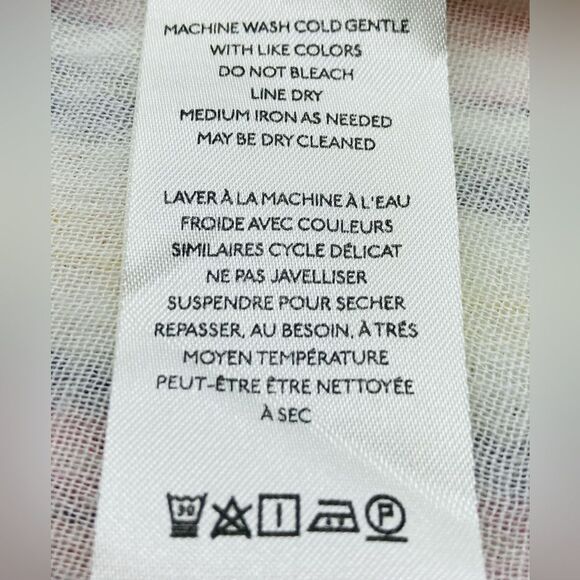 MACHINE WASH COLD GENTLE
WITH LIKE COLORS
DO NOT BLEACH
LINE DRY
MEDIUM IRON AS NEEDED
MAY BE DRY CLEANED
LAVER À LA MACHINE À L'EAU
FROIDE AVEC COULEURS
SIMILAIRES CYCLE DÉLICAT
NE PAS JAVELLISER
SUSPENDRE POUR SECHER
REPASSER, AU BESOIN, À TRÉS
MOYEN TEMPÉRATURE
PEUT-ÊTRE ÊTRE NETTOYÉE
À SEC
30 P